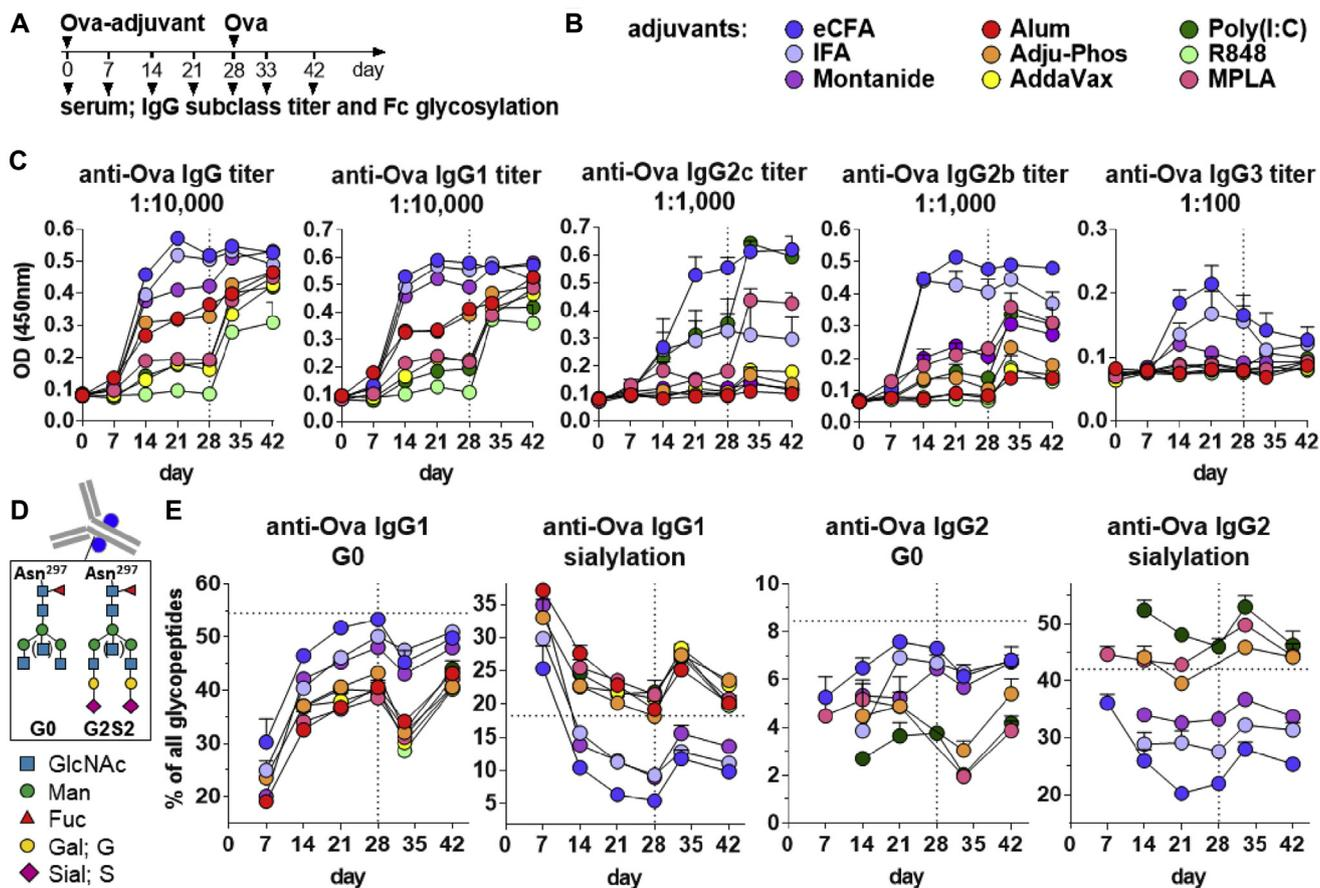 A
Ova-adjuvant Ova
0 7 14 21 28 33 42 day
serum; IgG subclass titer and Fc glycosylation
B
adjuvants:
eCFA Alum Poly(I:C)
IFA Adju-Phos R848
Montanide AddaVax MPLA
C
anti-Ova IgG titer
1:10,000
OD (450nm)
0.6
0.5
0.4
0.3
0.2
0.1
0.0
0 7 14 21 28 35 42
day
anti-Ova IgG1 titer
1:10,000
0.7
0.6
0.5
0.4
0.3
0.2
0.1
0.0
0 7 14 21 28 35 42
day
anti-Ova IgG2c titer
1:1,000
0.7
0.6
0.5
0.4
0.3
0.2
0.1
0.0
0 7 14 21 28 35 42
day
anti-Ova IgG2b titer
1:1,000
0.6
0.5
0.4
0.3
0.2
0.1
0.0
0 7 14 21 28 35 42
day
anti-Ova IgG3 titer
1:100
0.3
0.2
0.1
0.0
0 7 14 21 28 35 42
day
D
Asn297 Asn297
G0 G2S2
GlcNAc
Man
Fuc
Gal; G
Sial; S
E
anti-Ova IgG1
G0
% of all glycopeptides
60
50
40
30
20
0 7 14 21 28 35 42
day
anti-Ova IgG1
sialylation
35
30
25
20
15
10
5
0 7 14 21 28 35 42
day
anti-Ova IgG2
G0
10
8
6
4
2
0
0 7 14 21 28 35 42
day
anti-Ova IgG2
sialylation
50
40
30
20
0 7 14 21 28 35 42
day